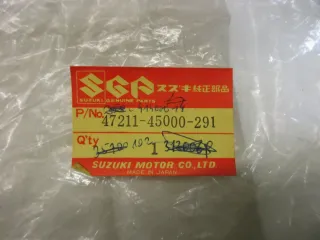 SGP スズキ純正部品
SUZUKI GENUINE PARTS
P/No.
47211-45000-291
Q'ty 1
SUZUKI MOTOR CO.,LTD.
MADE IN JAPAN